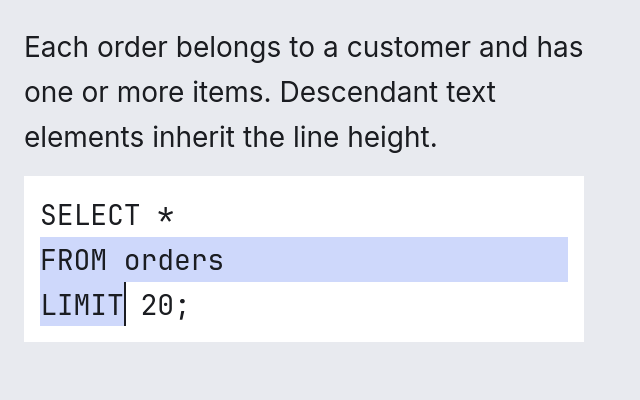 Each order belongs to a customer and has
one or more items. Descendant text
elements inherit the line height.
SELECT *
FROM orders
LIMIT 20;